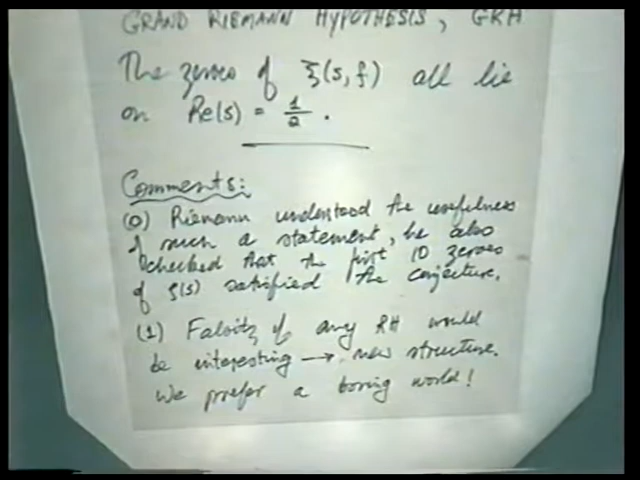 GRAND RIEMANN HYPOTHESIS, GRH
The zeroes of ξ(s, f) all lie
on Re(s) = 1/2 .
Comments:
(0) Riemann understood the usefulness
of such a statement, he also
checked that the first 10 zeroes
of ζ(s) satisfied the conjecture.
(1) Falsity of any RH would
be interesting → new structure.
We prefer a boring world!